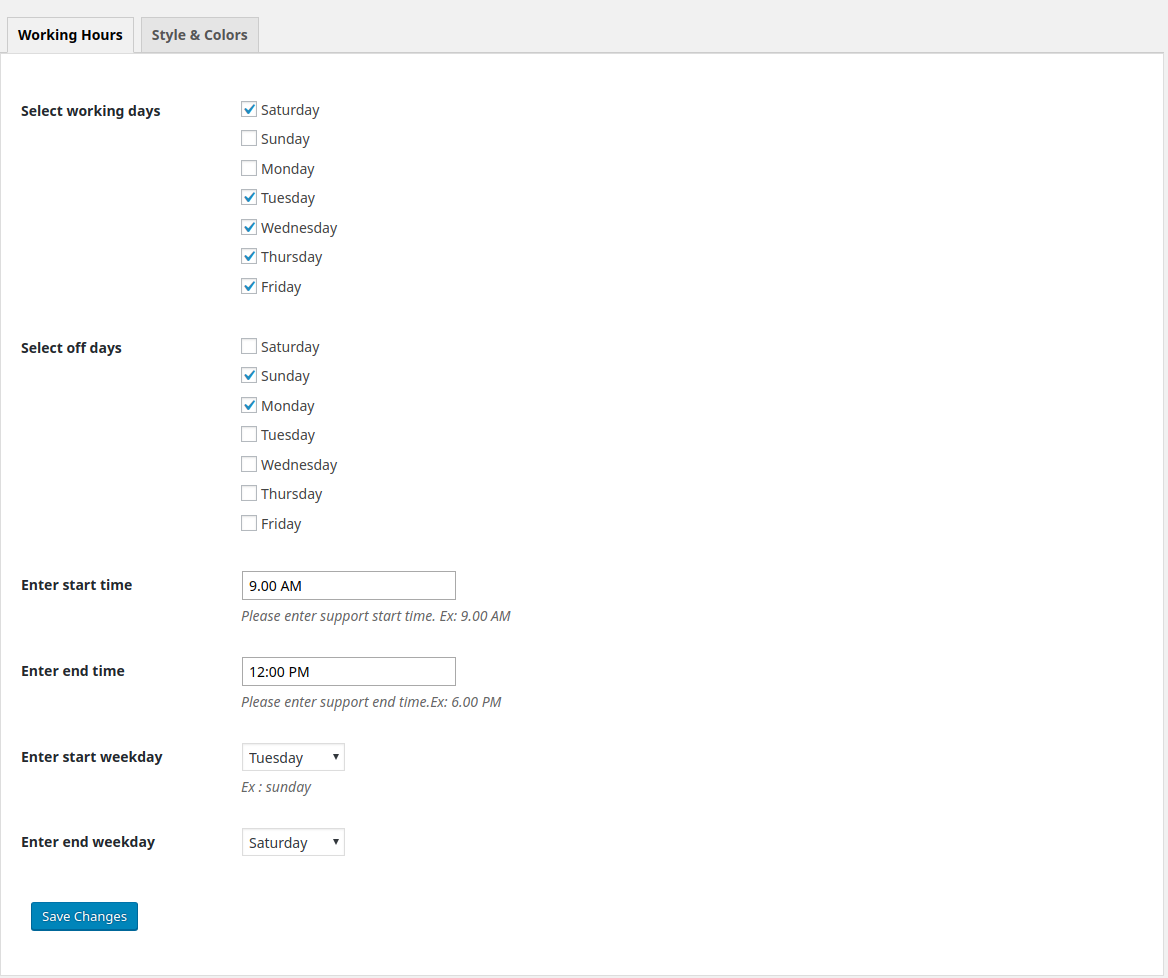 Working Hours Style & Colors
Select working days Saturday
Sunday
Monday
Tuesday
Wednesday
Thursday
Friday
Select off days Saturday
Sunday
Monday
Tuesday
Wednesday
Thursday
Friday
Enter start time 9.00 AM
Please enter support start time. Ex: 9.00 AM
Enter end time 12:00 PM
Please enter support end time.Ex: 6.00 PM
Enter start weekday Tuesday
Ex : sunday
Enter end weekday Saturday
Save Changes